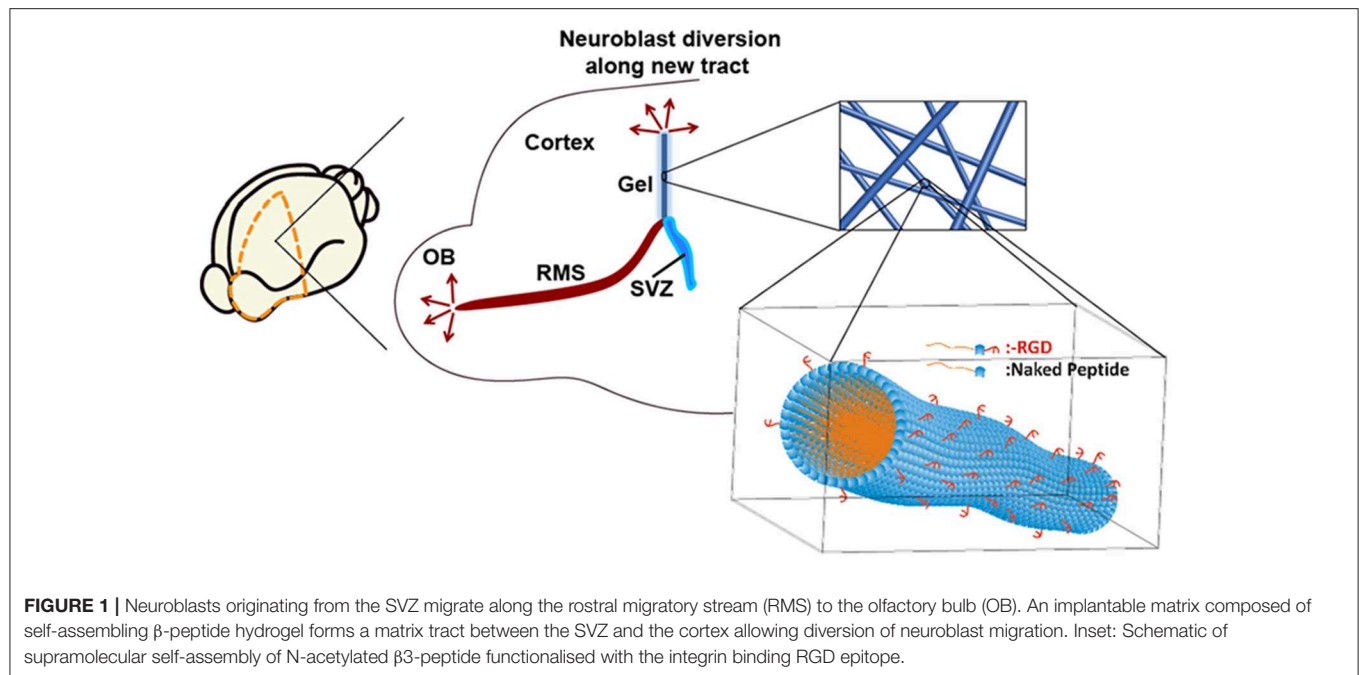 Neuroblast diversion
along new tract
Cortex
Gel
OB
RMS
SVZ
:-RGD
:Naked Peptide
FIGURE 1 | Neuroblasts originating from the SVZ migrate along the rostral migratory stream (RMS) to the olfactory bulb (OB). An implantable matrix composed of
self-assembling β-peptide hydrogel forms a matrix tract between the SVZ and the cortex allowing diversion of neuroblast migration. Inset: Schematic of
supramolecular self-assembly of N-acetylated β3-peptide functionalised with the integrin binding RGD epitope.